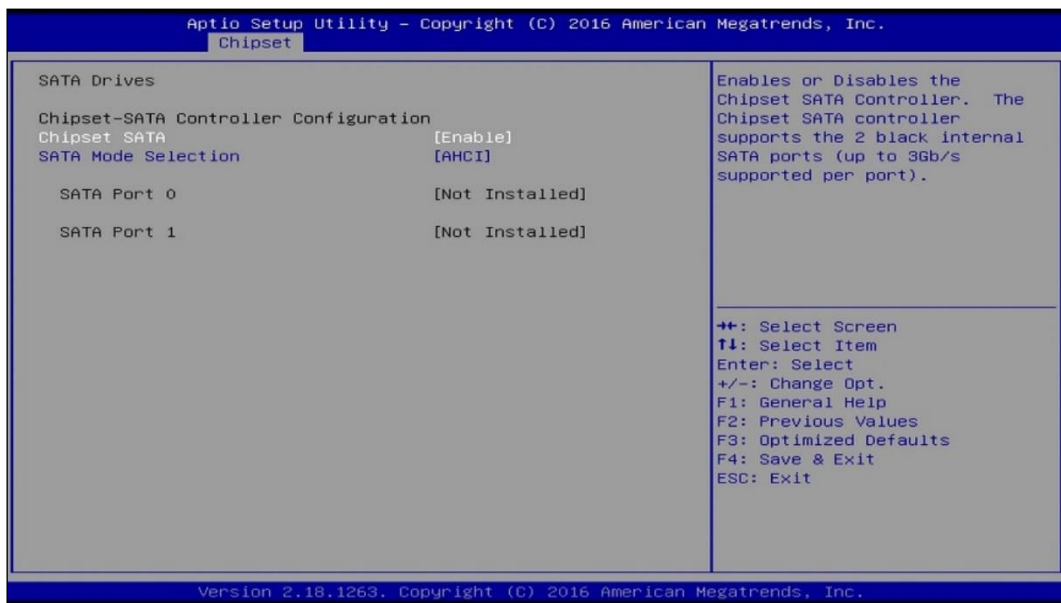 Aptio Setup Utility – Copyright (C) 2016 American Megatrends, Inc.
Chipset
SATA Drives
Chipset-SATA Controller Configuration
Chipset SATA [Enable]
SATA Mode Selection [AHCI]
SATA Port 0 [Not Installed]
SATA Port 1 [Not Installed]
Enables or Disables the
Chipset SATA Controller. The
Chipset SATA controller
supports the 2 black internal
SATA ports (up to 3Gb/s
supported per port).
→←: Select Screen
↑↓: Select Item
Enter: Select
+/-: Change Opt.
F1: General Help
F2: Previous Values
F3: Optimized Defaults
F4: Save & Exit
ESC: Exit
Version 2.18.1263. Copyright (C) 2016 American Megatrends, Inc.